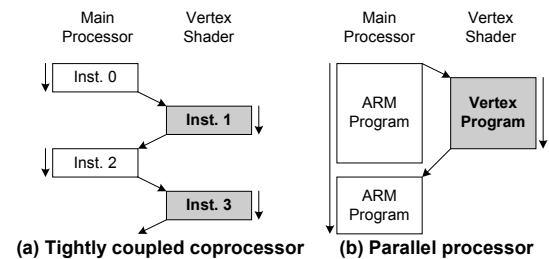 Main
Processor
Vertex
Shader
Inst. 0
Inst. 1
Inst. 2
Inst. 3
(a) Tightly coupled coprocessor
Main
Processor
Vertex
Shader
ARM
Program
Vertex
Program
ARM
Program
(b) Parallel processor